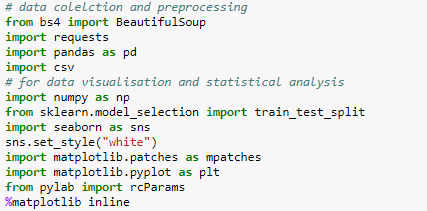 # data colelction and preprocessing
from bs4 import BeautifulSoup
import requests
import pandas as pd
import csv
# for data visualisation and statistical analysis
import numpy as np
from sklearn.model_selection import train_test_split
import seaborn as sns
sns.set_style("white")
import matplotlib.patches as mpatches
import matplotlib.pyplot as plt
from pylab import rcParams
%matplotlib inline